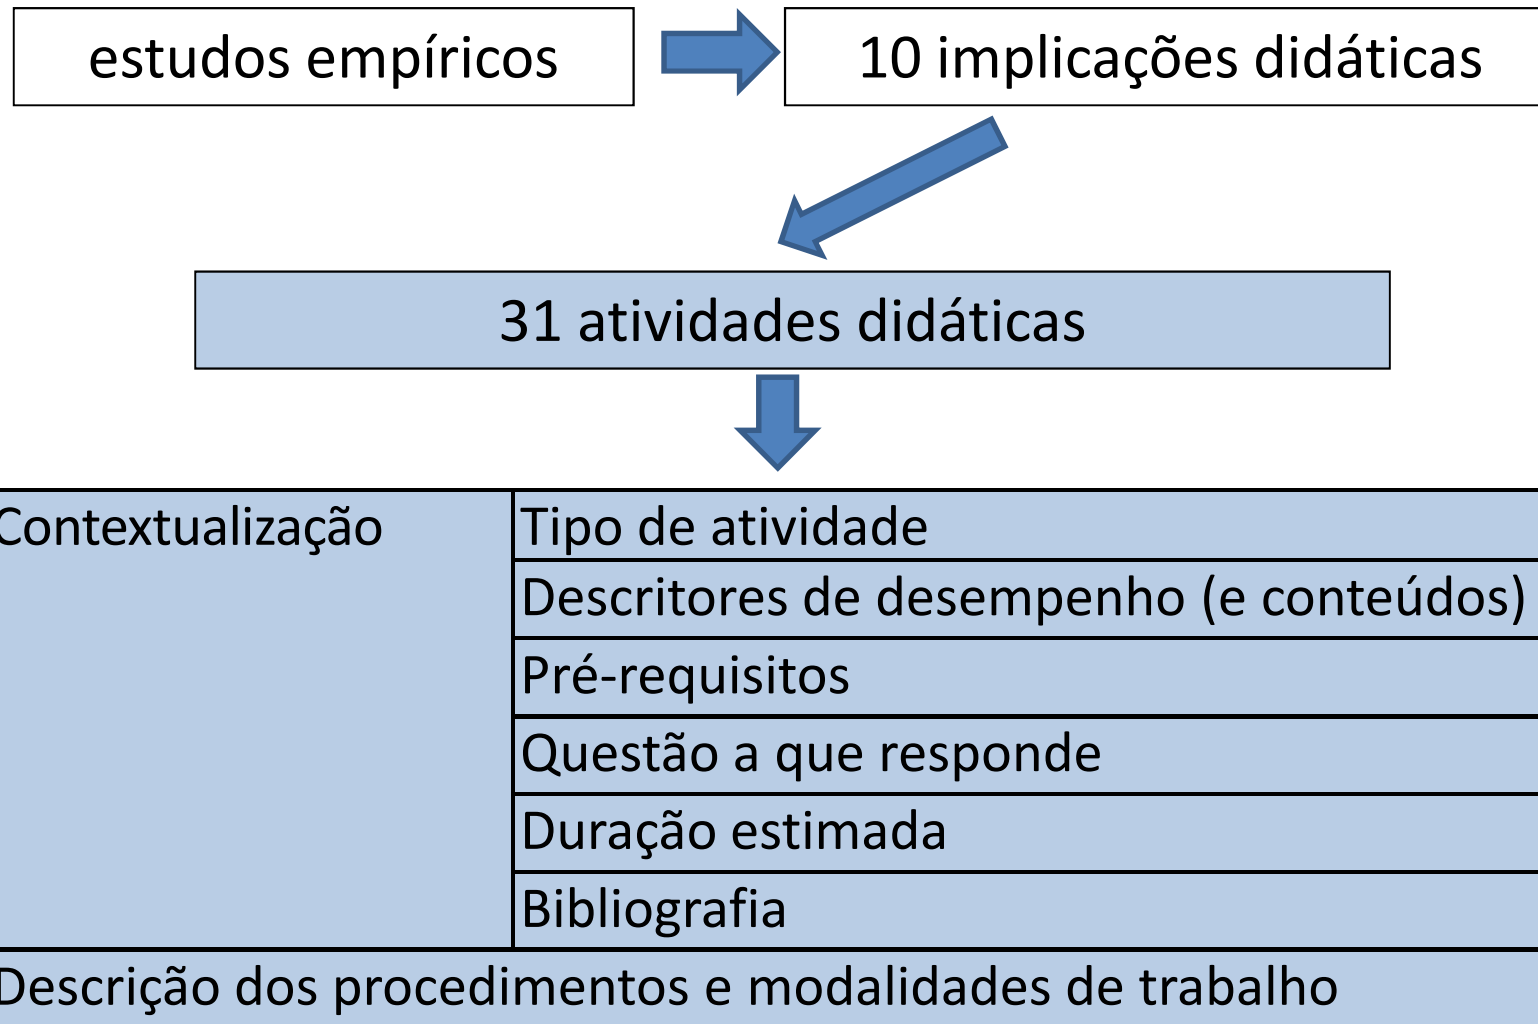 estudos empíricos
10 implicações didáticas
31 atividades didáticas
Contextualização
Tipo de atividade
Descritores de desempenho (e conteúdos)
Pré-requisitos
Questão a que responde
Duração estimada
Bibliografia
Descrição dos procedimentos e modalidades de trabalho